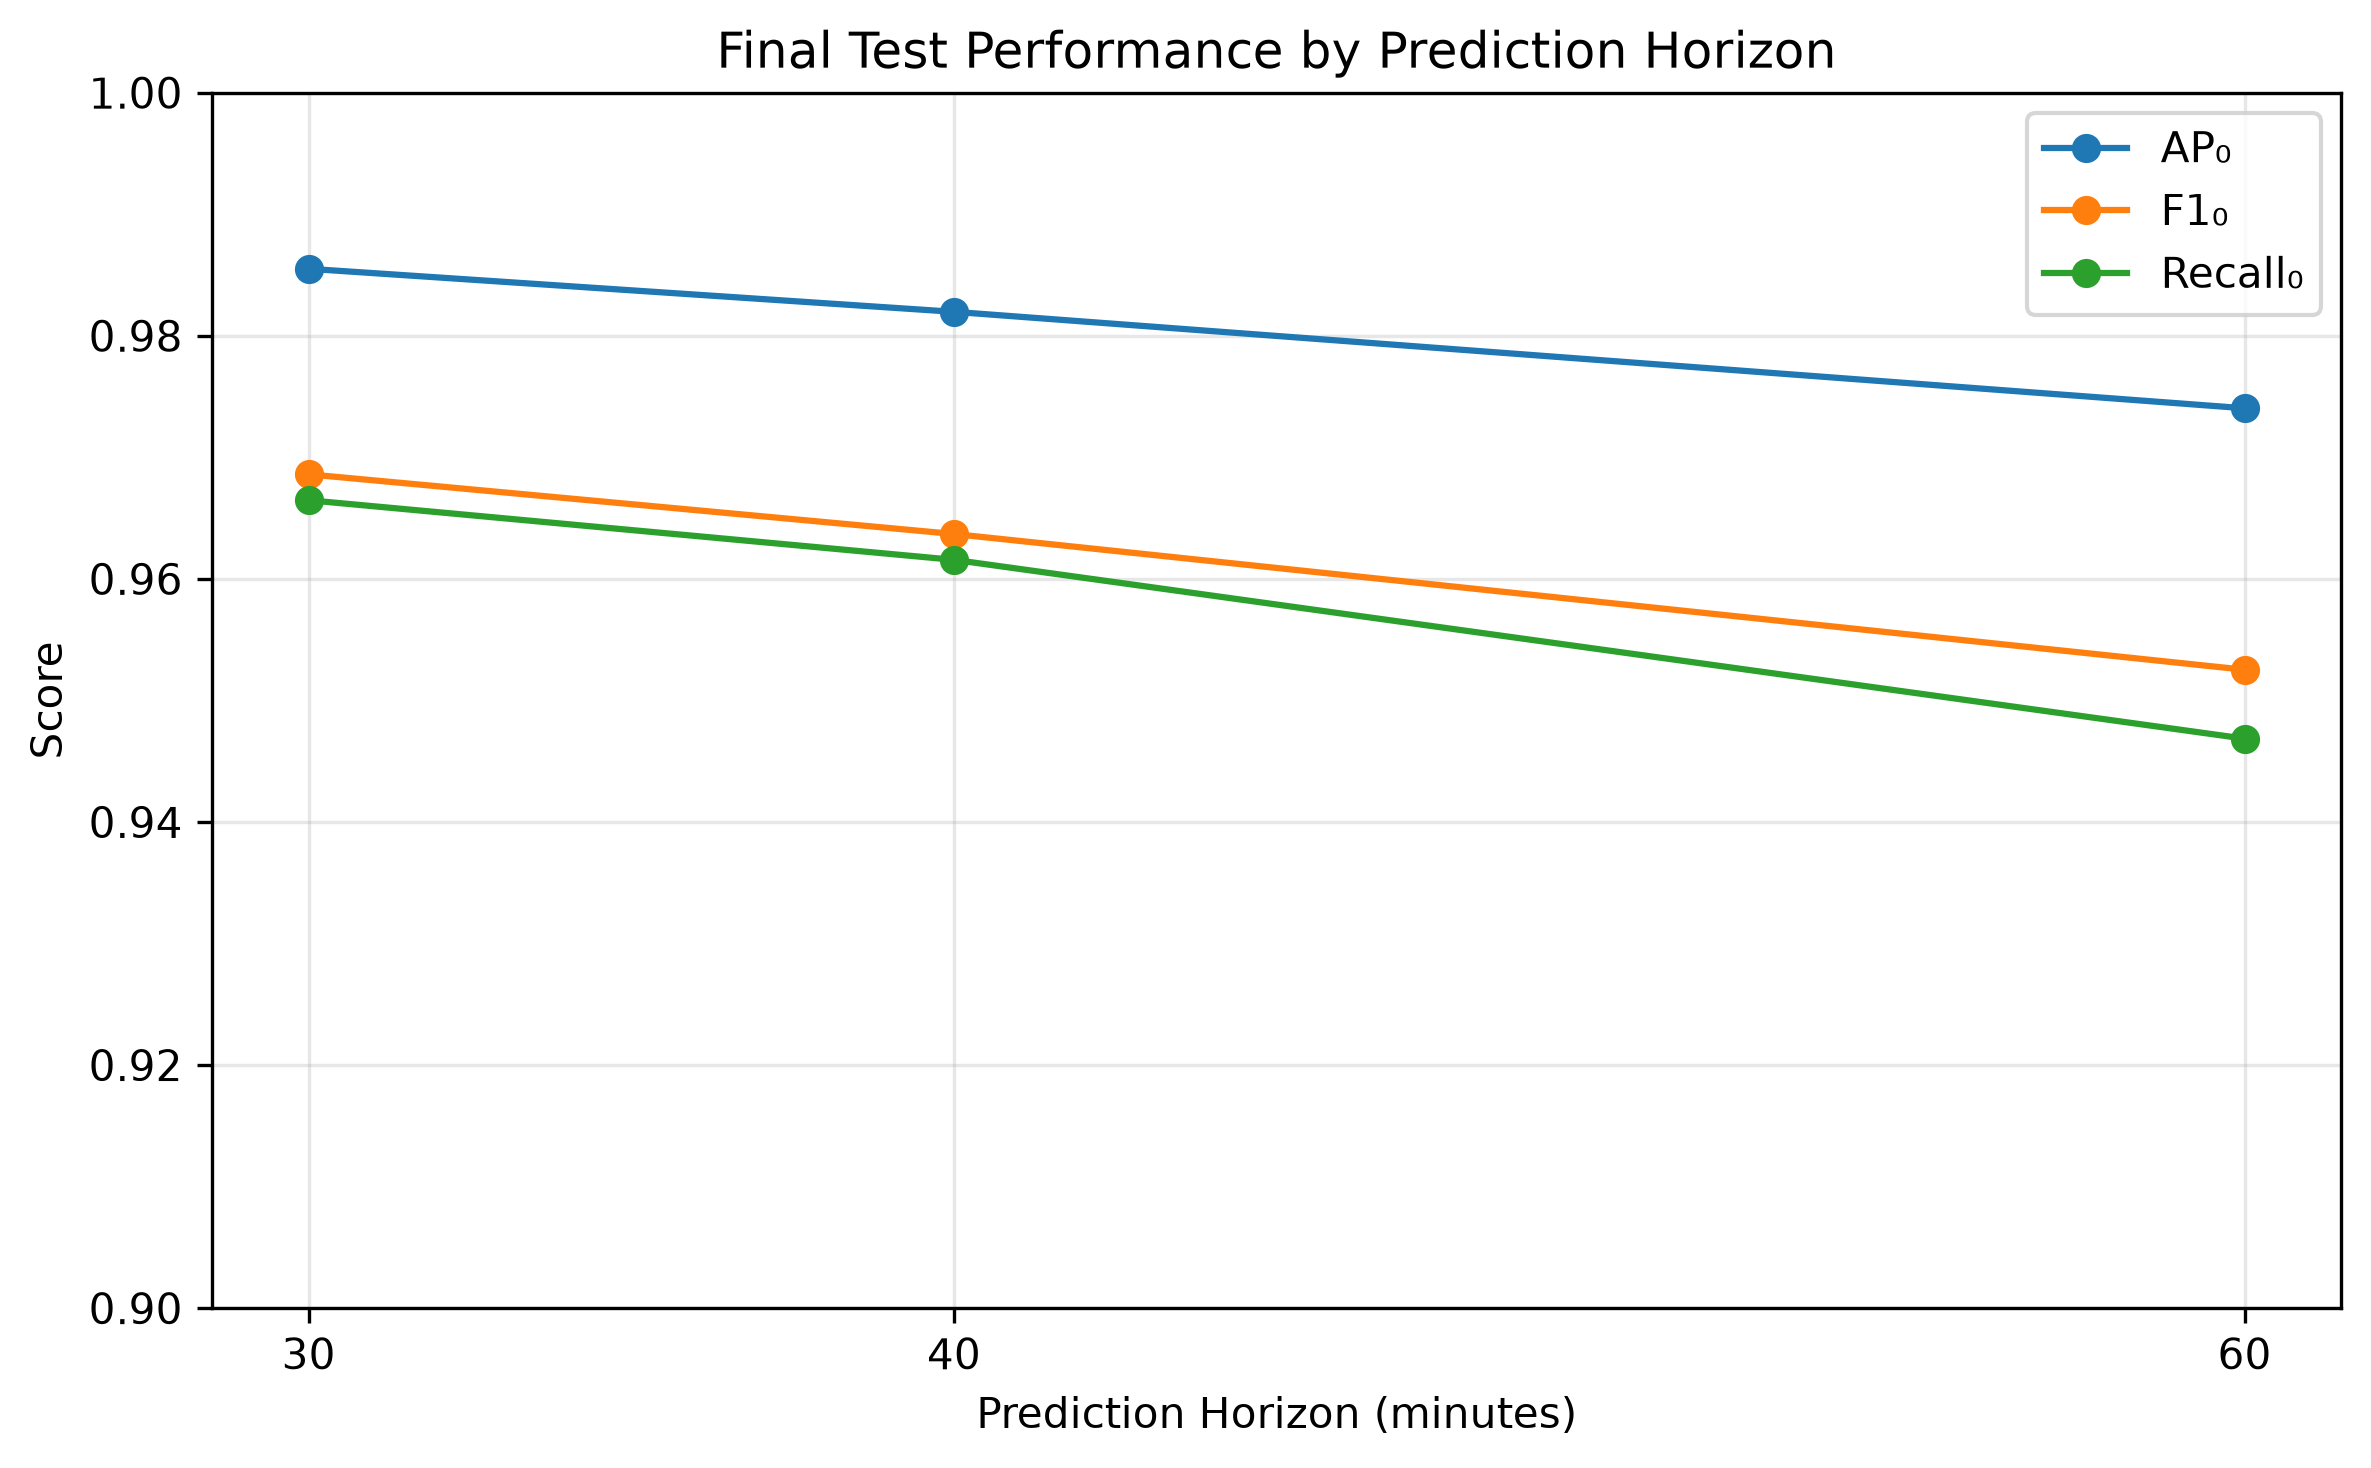 Final Test Performance by Prediction Horizon
1.00
0.98
0.96
0.94
0.92
0.90
Score
AP₀
F1₀
Recall₀
30 40 60
Prediction Horizon (minutes)